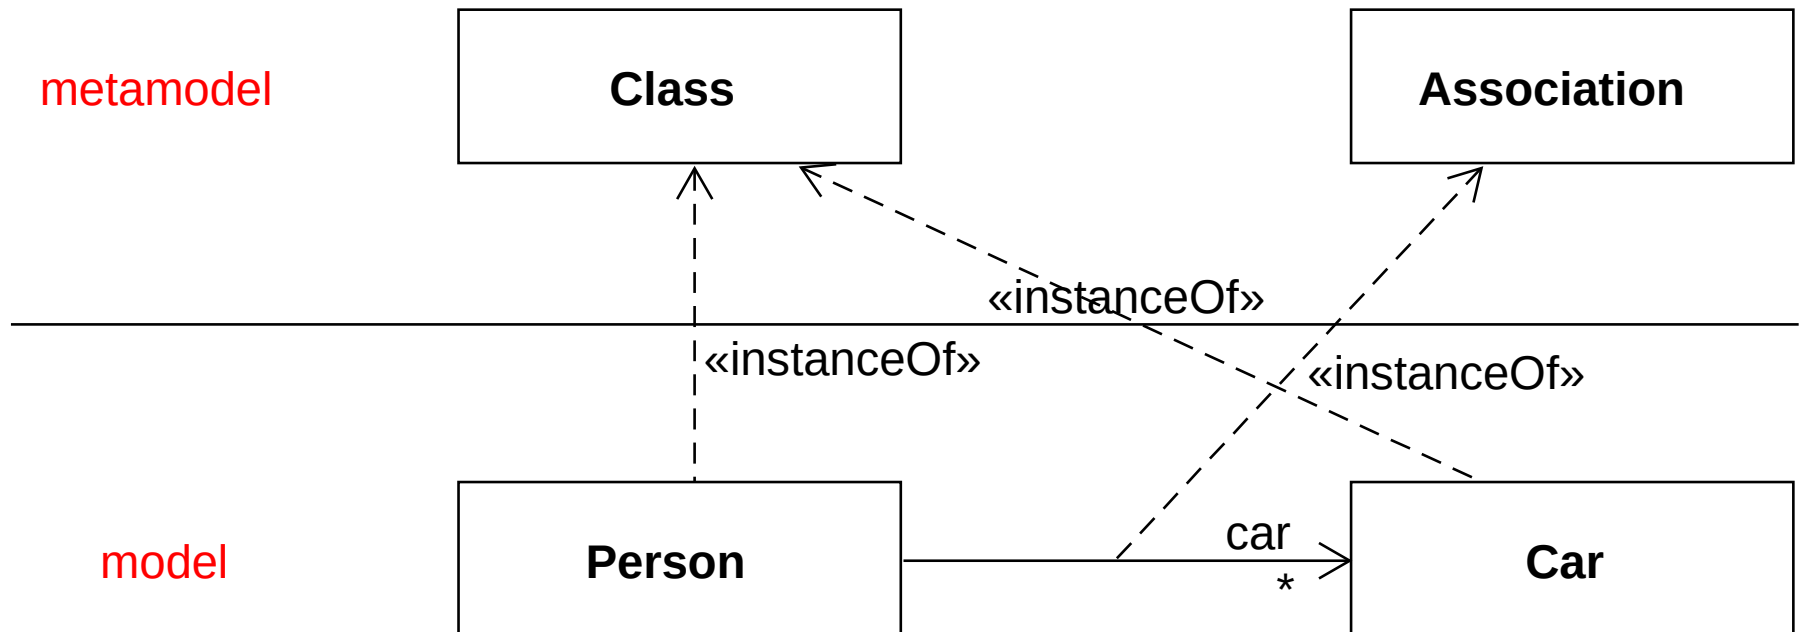 metamodel
Class
Association
«instanceOf»
«instanceOf»
«instanceOf»
model
Person
car
*
Car